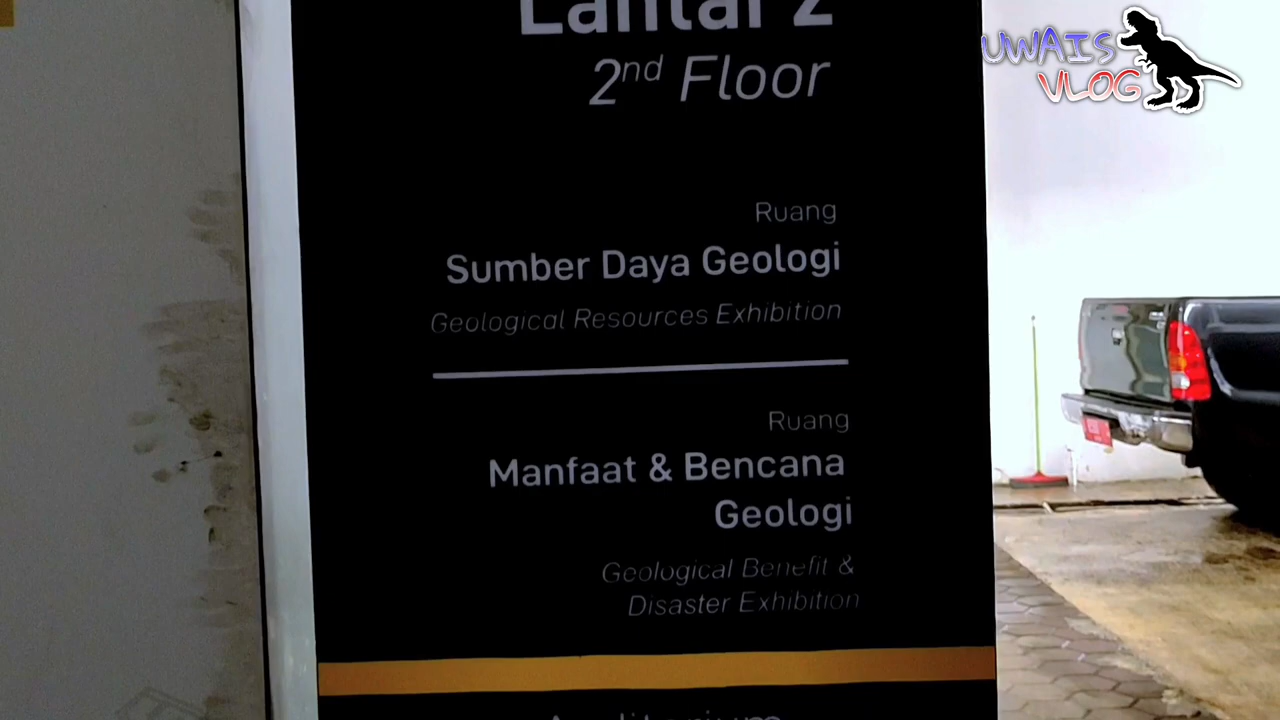 Lantai 2
2nd Floor
UWAIS
VLOG
Ruang
Sumber Daya Geologi
Geological Resources Exhibition
Ruang
Manfaat & Bencana
Geologi
Geological Benefit &
Disaster Exhibition
Auditorium